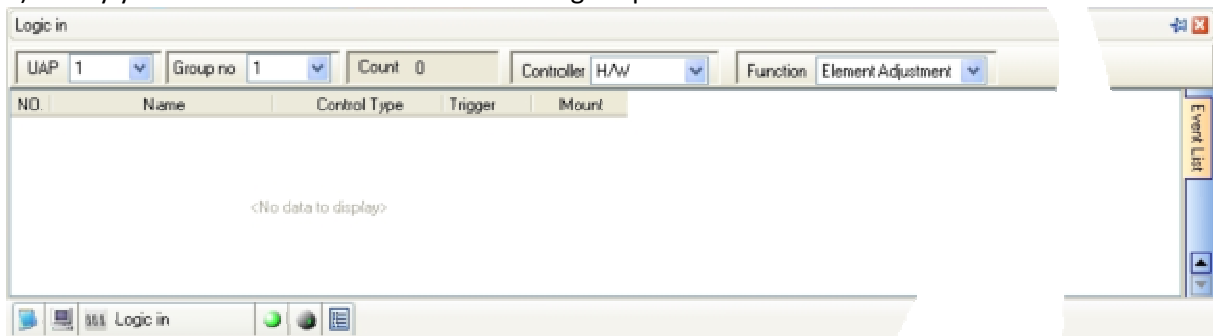 Logic in
UAP 1 Group no 1 Count 0 Controller H/W Function Element Adjustment
NO. Name Control Type Trigger Mount
Event List
<No data to display>
Logic in